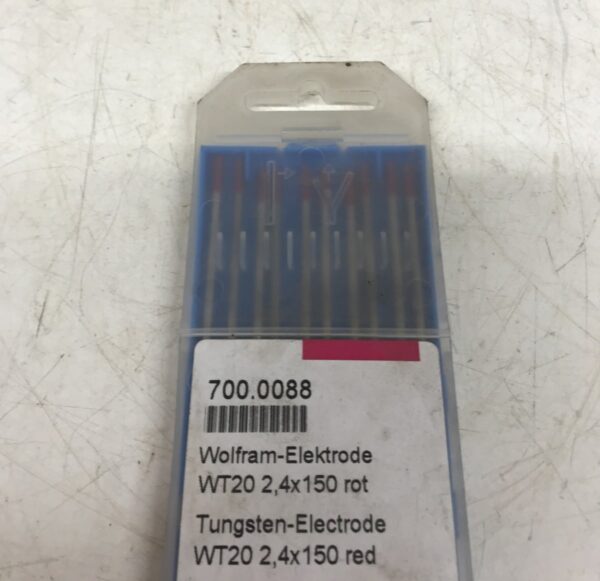 700.0088
Wolfram-Elektrode
WT20 2,4x150 rot
Tungsten-Electrode
WT20 2,4x150 red